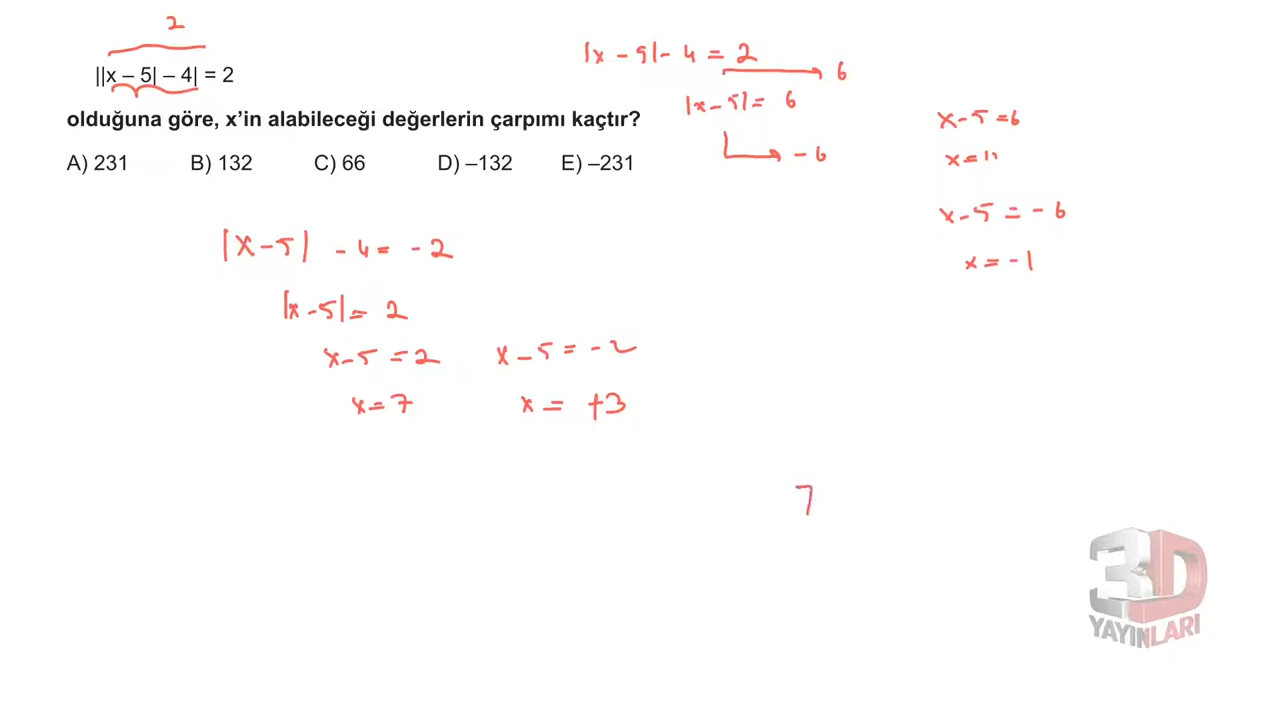 2
||x – 5| – 4| = 2
olduğuna göre, x'in alabileceği değerlerin çarpımı kaçtır?
A) 231 B) 132 C) 66 D) –132 E) –231
|x – 5| – 4 = 2
6
|x – 5| = 6
– 6
x – 5 = 6
x = 11
x – 5 = – 6
x = – 1
|x – 5| – 4 = – 2
|x – 5| = 2
x – 5 = 2 x – 5 = – 2
x = 7 x = +3
7
3D
YAYINLARI